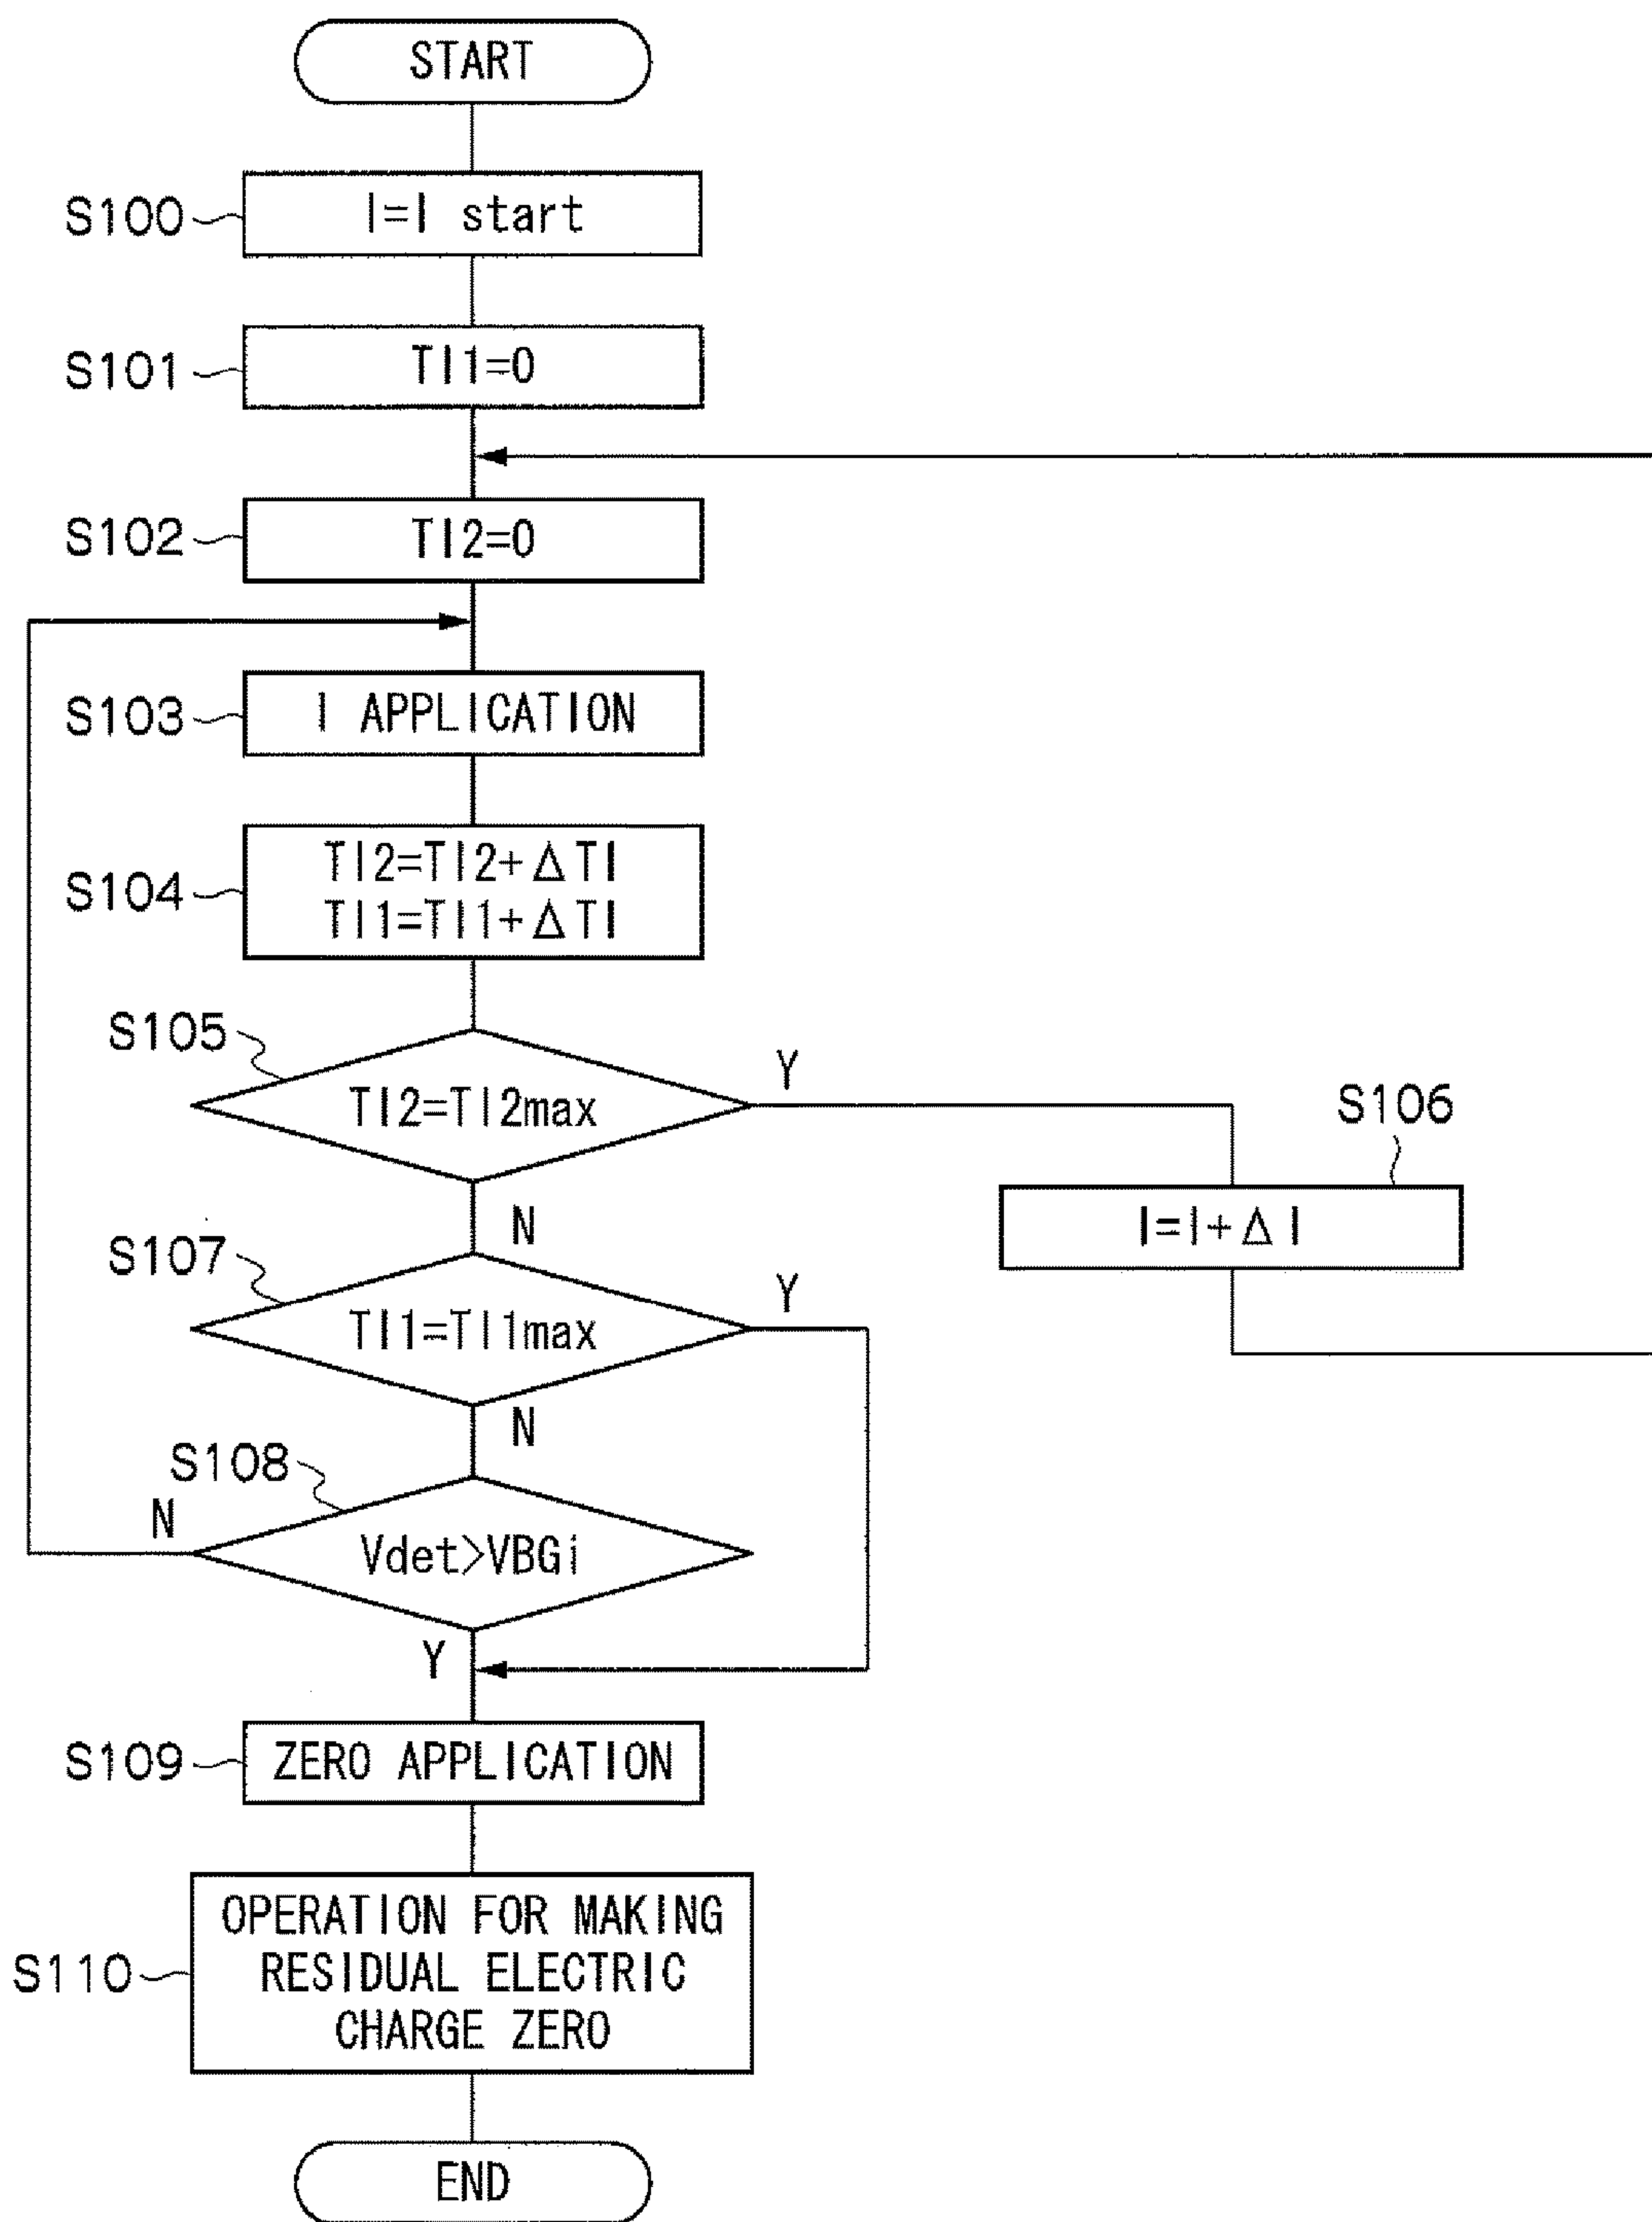 START
S100
I=I start
S101
TI1=0
S102
TI2=0
S103
I APPLICATION
S104
TI2=TI2+ΔTI
TI1=TI1+ΔTI
S105
TI2=TI2max
Y
N
S106
I=I+ΔI
S107
TI1=TI1max
Y
N
S108
Vdet>VBGi
N
Y
S109
ZERO APPLICATION
S110
OPERATION FOR MAKING
RESIDUAL ELECTRIC
CHARGE ZERO
END